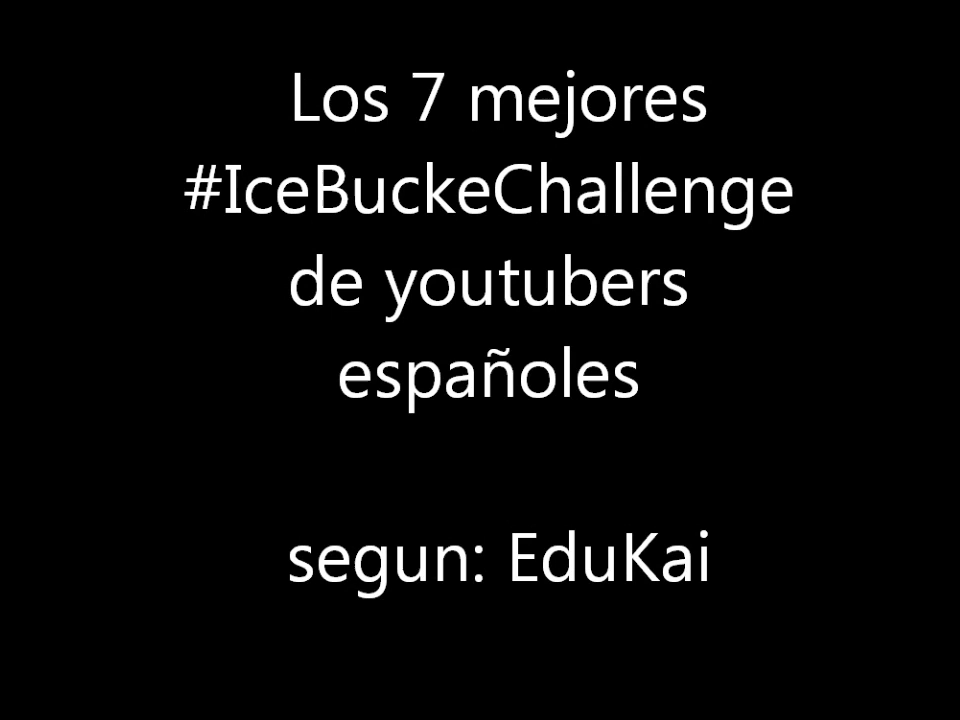 Los 7 mejores
#IceBuckeChallenge
de youtubers
españoles
segun: EduKai